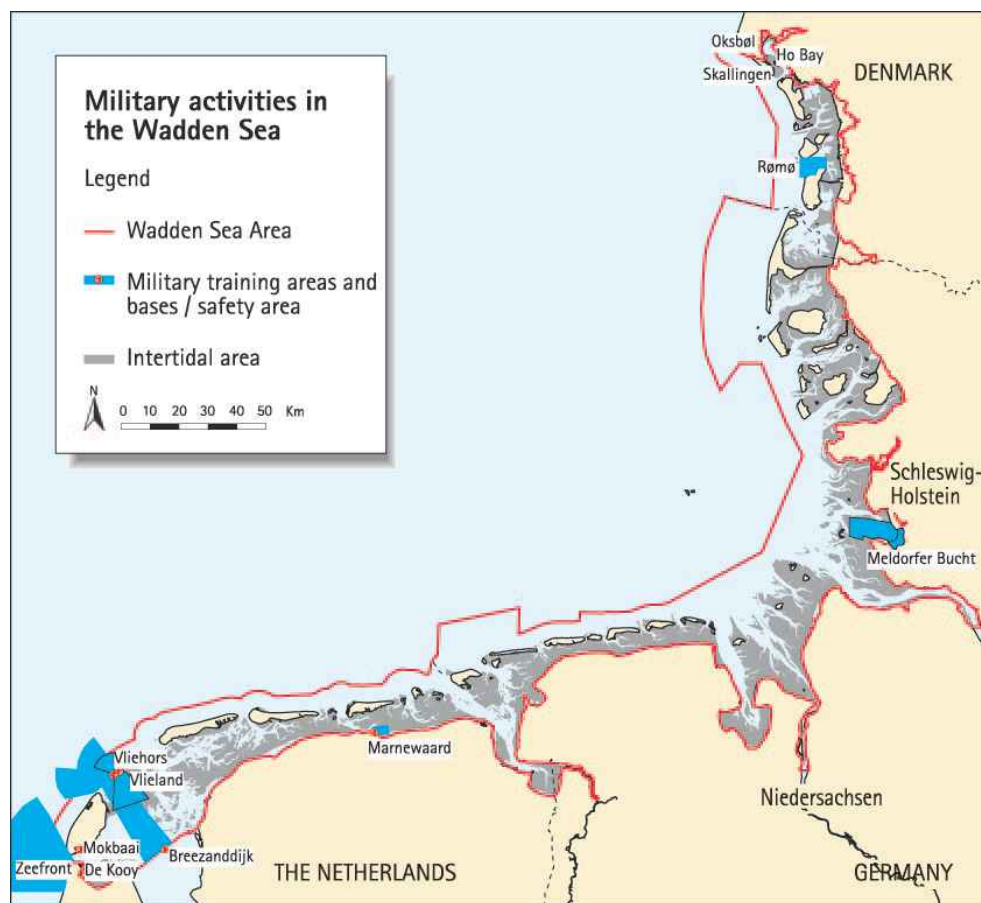 Military activities in
the Wadden Sea
Legend
Wadden Sea Area
Military training areas and
bases / safety area
Intertidal area
N
0 10 20 30 40 50 Km
Oksbøl
Ho Bay
Skallingen
DENMARK
Rømø
Schleswig-
Holstein
Meldorfer Bucht
Marnewaard
Vliehors
Vlieland
Niedersachsen
Mokbaai
Breezanddijk
Zeefront
De Kooy
THE NETHERLANDS
GERMANY